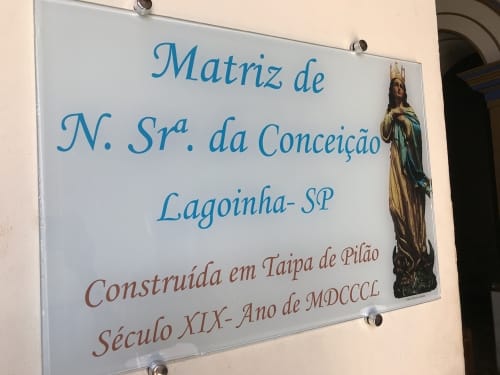 Matriz de
N. Srª. da Conceição
Lagoinha- SP
Construída em Taipa de Pilão
Século XIX- Ano de MDCCCL